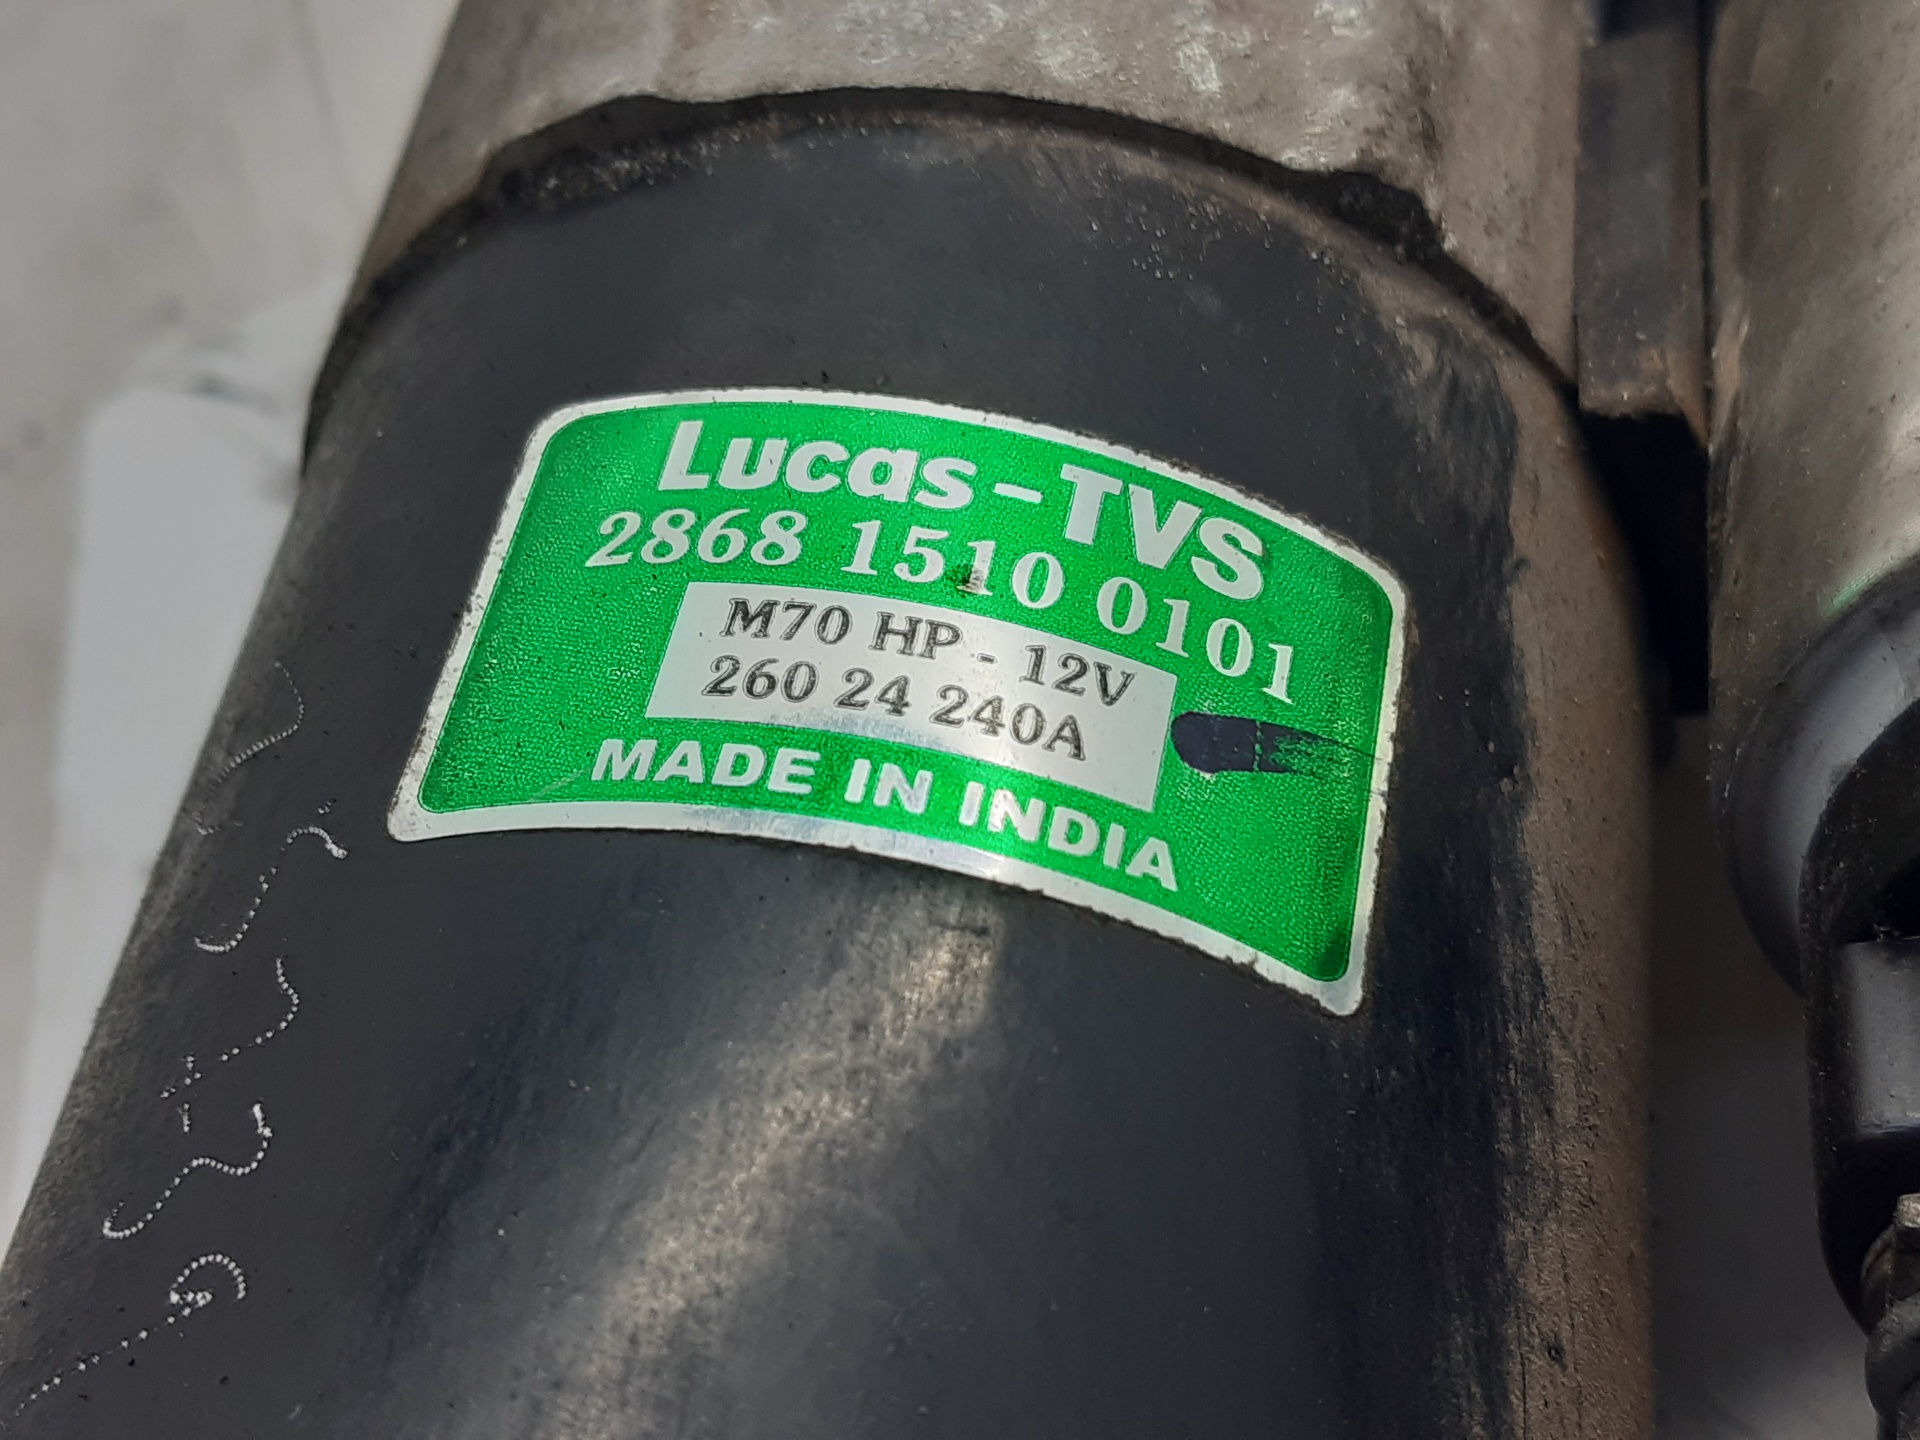 Lucas-TVS
2868 1510 0101
M70 HP - 12V
260 24 240A
MADE IN INDIA